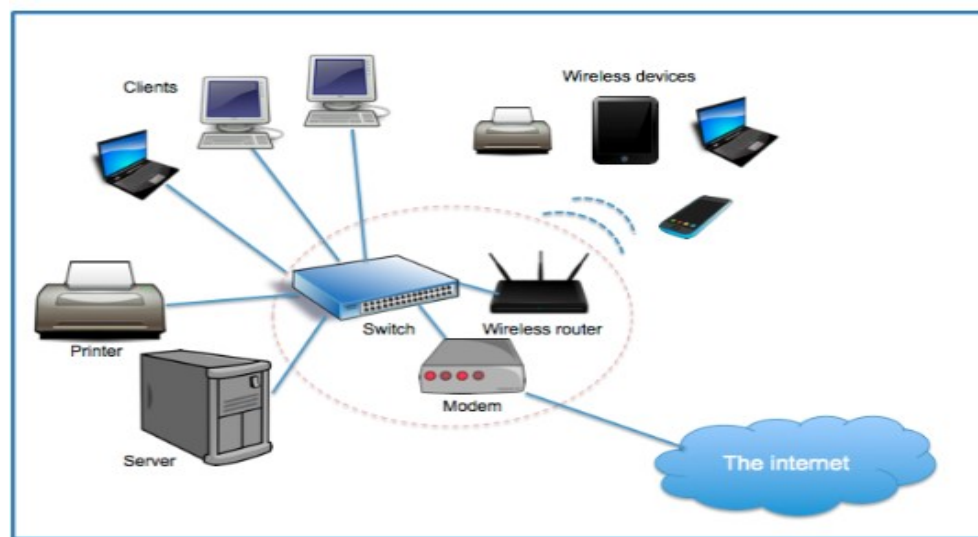 Clients
Wireless devices
Switch
Wireless router
Printer
Modem
Server
The internet